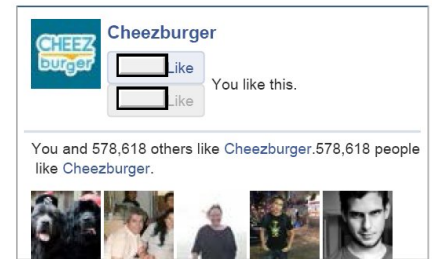 CHEEZ
burger
Cheezburger
Like
You like this.
Like
You and 578,618 others like Cheezburger.578,618 people
like Cheezburger.